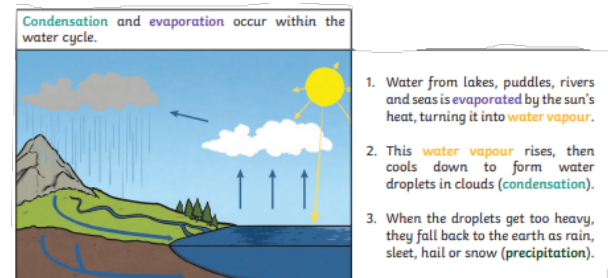 Condensation and evaporation occur within the
water cycle.
1. Water from lakes, puddles, rivers
and seas is evaporated by the sun's
heat, turning it into water vapour.
2. This water vapour rises, then
cools down to form water
droplets in clouds (condensation).
3. When the droplets get too heavy,
they fall back to the earth as rain,
sleet, hail or snow (precipitation).